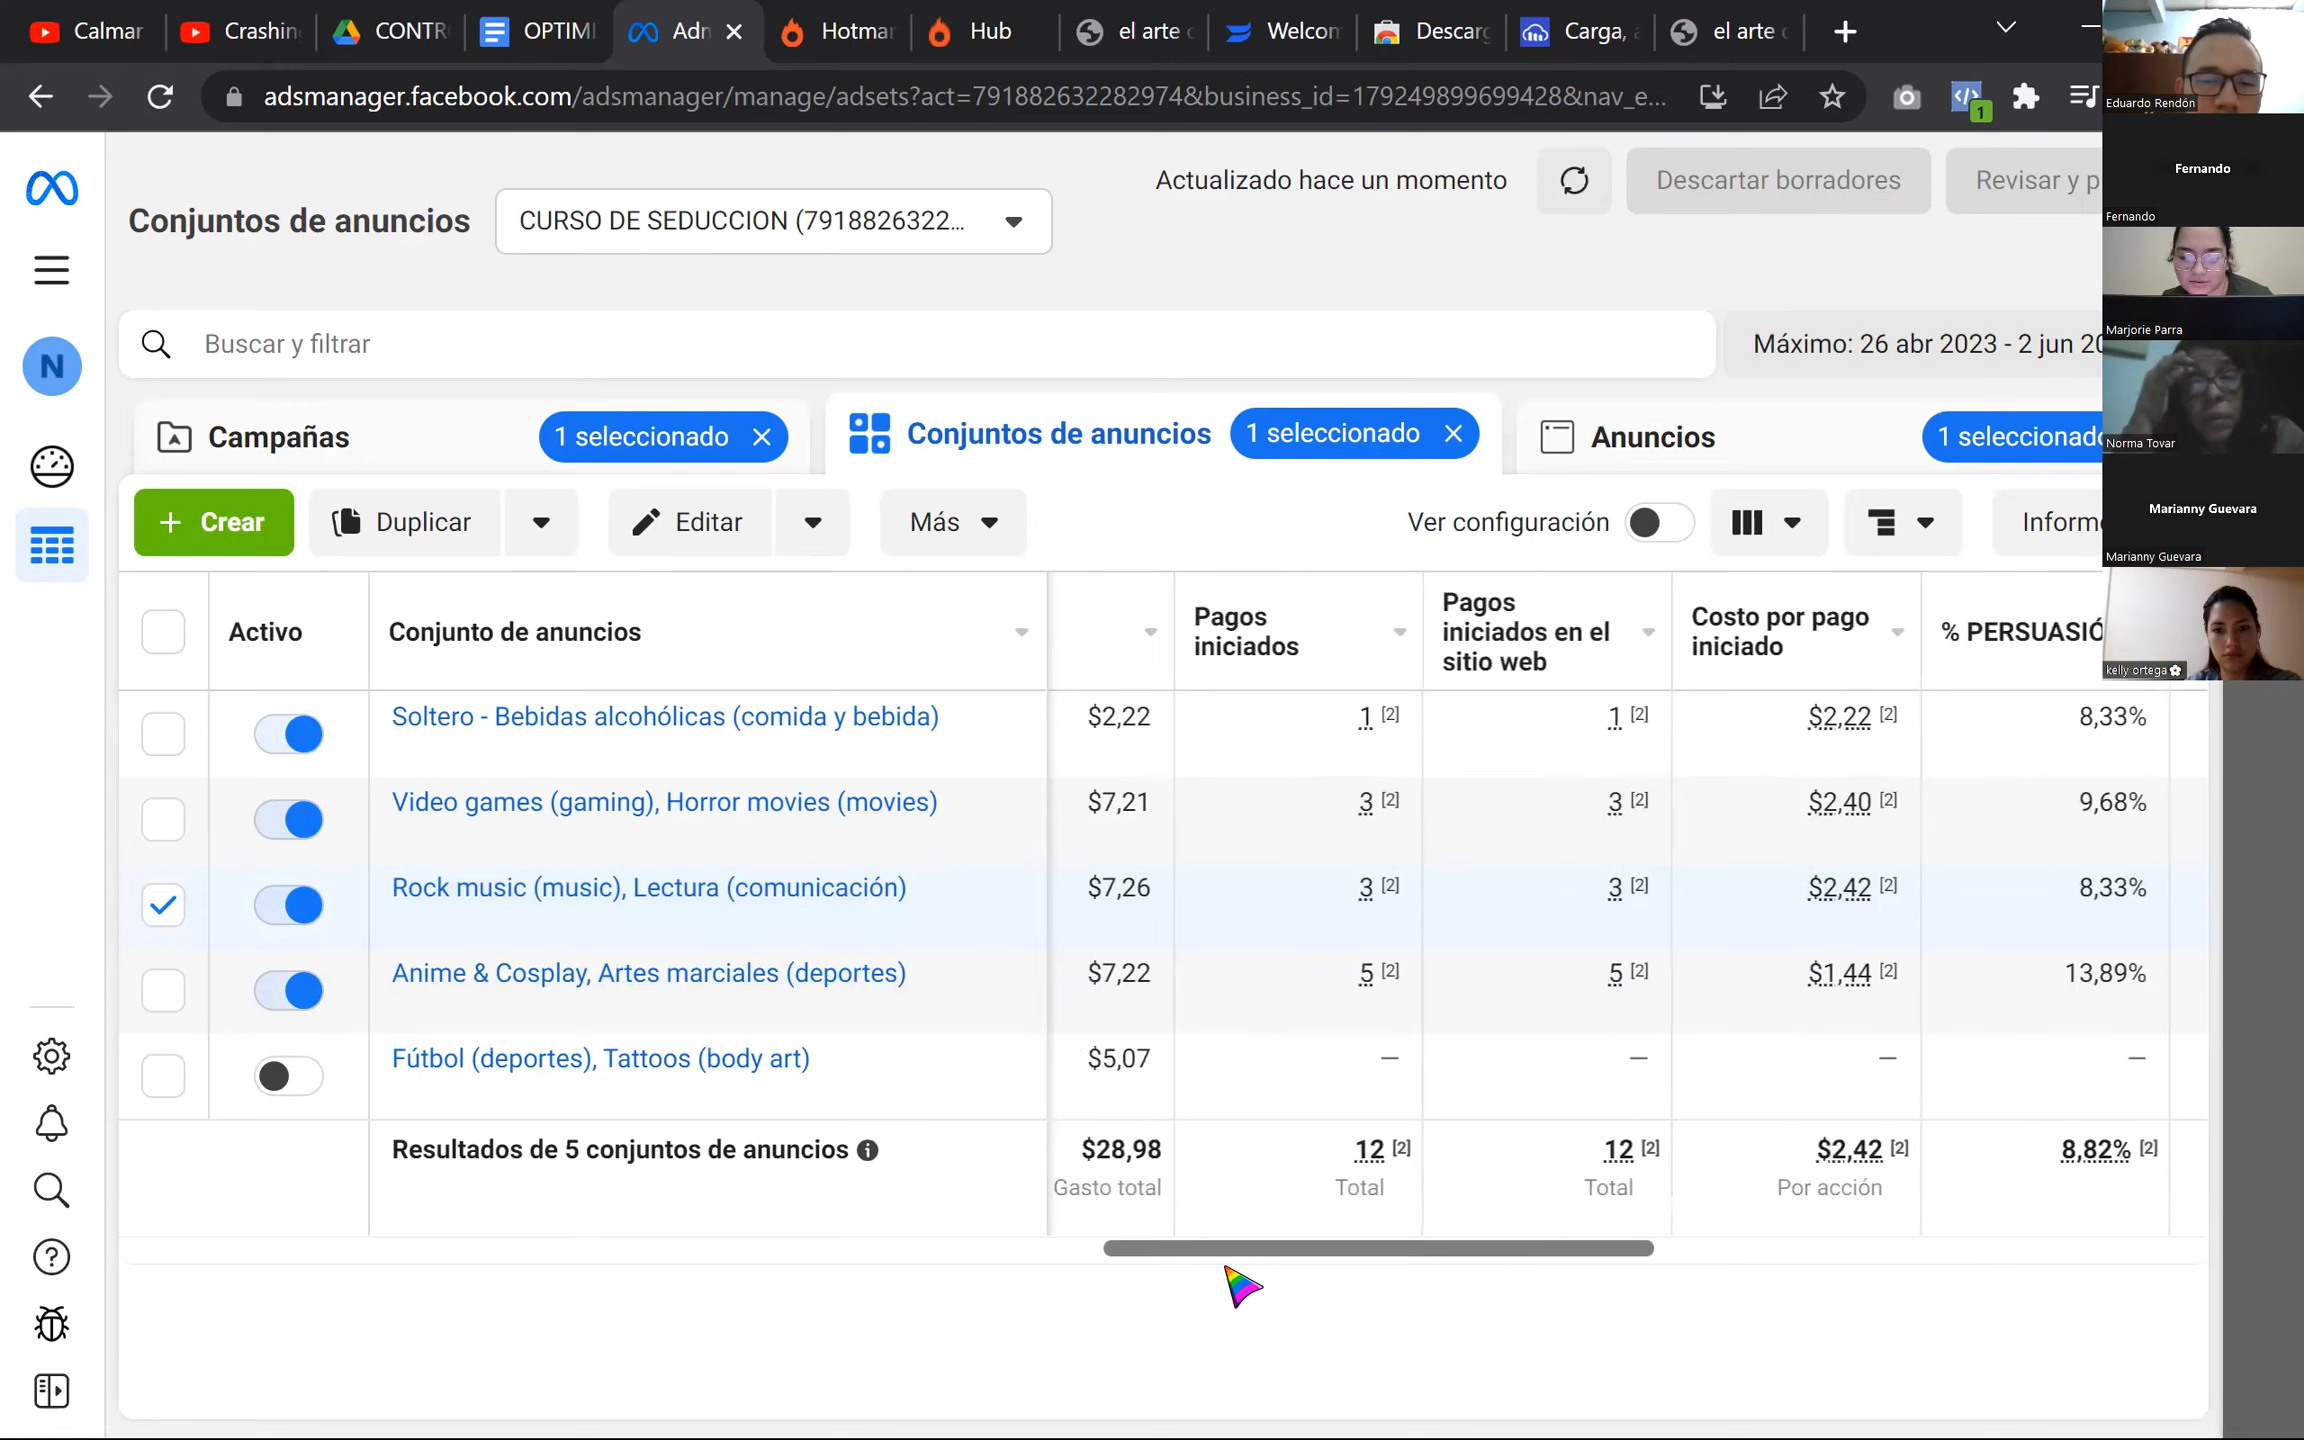 Calmar
Crashin
CONTR
OPTIMI
Adn
Hotmar
Hub
el arte
Welcom
Descarg
Carga, a
el arte
adsmanager.facebook.com/adsmanager/manage/adsets?act=791882632282974&business_id=179249899699428&nav_e...
1
Conjuntos de anuncios
CURSO DE SEDUCCION (7918826322...
Actualizado hace un momento
Descartar borradores
Revisar y p
N
Buscar y filtrar
Máximo: 26 abr 2023 - 2 jun 20
Campañas
1 seleccionado
Conjuntos de anuncios
1 seleccionado
Anuncios
1 seleccionado
+ Crear
Duplicar
Editar
Más
Ver configuración
Inform
Activo
Conjunto de anuncios
Pagos iniciados
Pagos iniciados en el sitio web
Costo por pago iniciado
% PERSUASIÓ
Soltero - Bebidas alcohólicas (comida y bebida) $2,22 1 [2] 1 [2] $2,22 [2] 8,33%
Video games (gaming), Horror movies (movies) $7,21 3 [2] 3 [2] $2,40 [2] 9,68%
Rock music (music), Lectura (comunicación) $7,26 3 [2] 3 [2] $2,42 [2] 8,33%
Anime & Cosplay, Artes marciales (deportes) $7,22 5 [2] 5 [2] $1,44 [2] 13,89%
Fútbol (deportes), Tattoos (body art) $5,07 — — — —
Resultados de 5 conjuntos de anuncios $28,98 12 [2] 12 [2] $2,42 [2] 8,82% [2]
Gasto total Total Total Por acción
Eduardo Rendón
Fernando
Fernando
Marjorie Parra
Norma Tovar
Marianny Guevara
Marianny Guevara
kelly ortega